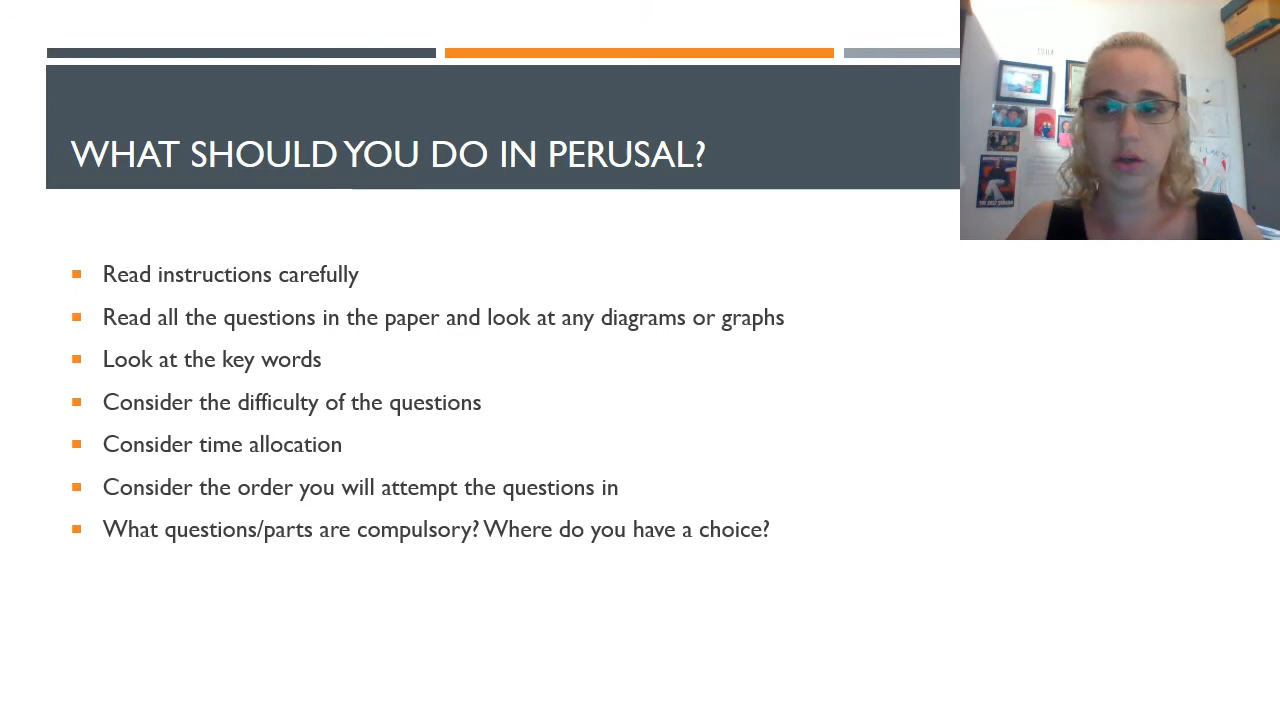 WHAT SHOULD YOU DO IN PERUSAL?
Read instructions carefully
Read all the questions in the paper and look at any diagrams or graphs
Look at the key words
Consider the difficulty of the questions
Consider time allocation
Consider the order you will attempt the questions in
What questions/parts are compulsory? Where do you have a choice?